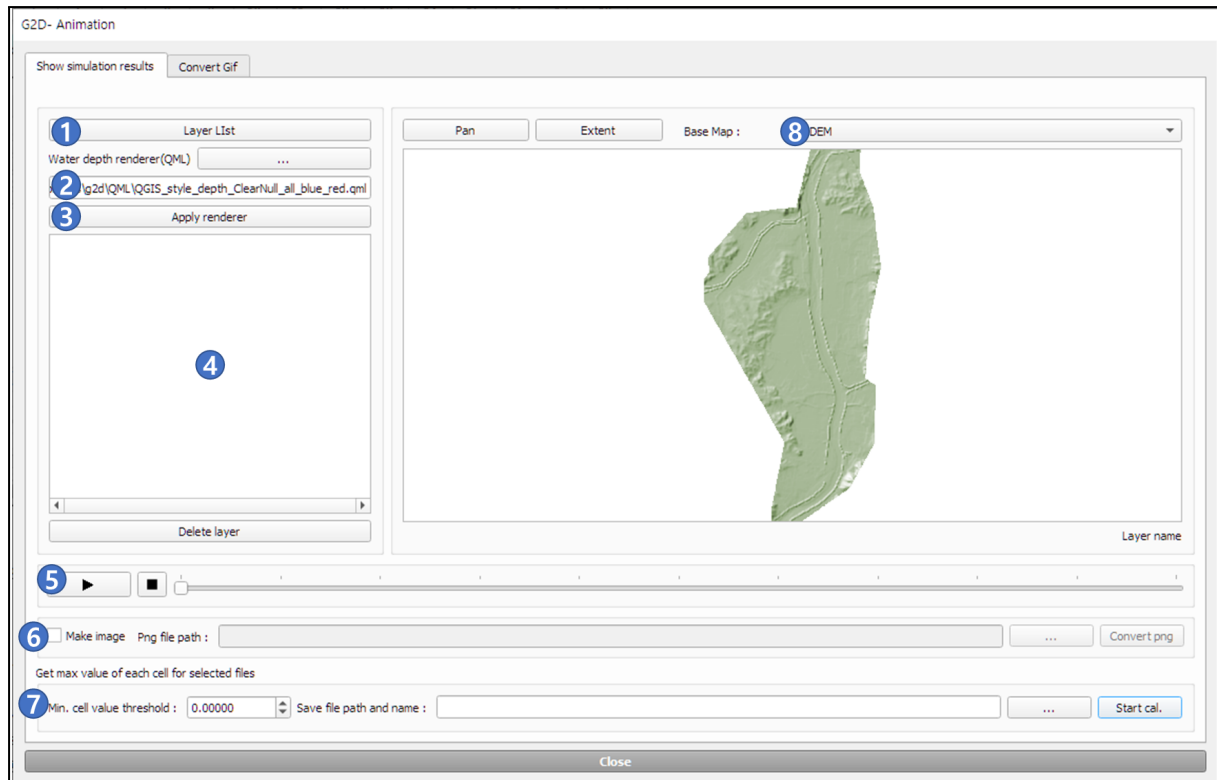 G2D- Animation
Show simulation results Convert Gif
1 Layer LIst
Pan Extent Base Map : 8 DEM
Water depth renderer(QML) ...
2 \g2d\QML\QGIS_style_depth_ClearNull_all_blue_red.qml
3 Apply renderer
4
Delete layer
Layer name
5
6 Make image Png file path : ... Convert png
Get max value of each cell for selected files
7 Min. cell value threshold : 0.00000 Save file path and name : ... Start cal.
Close